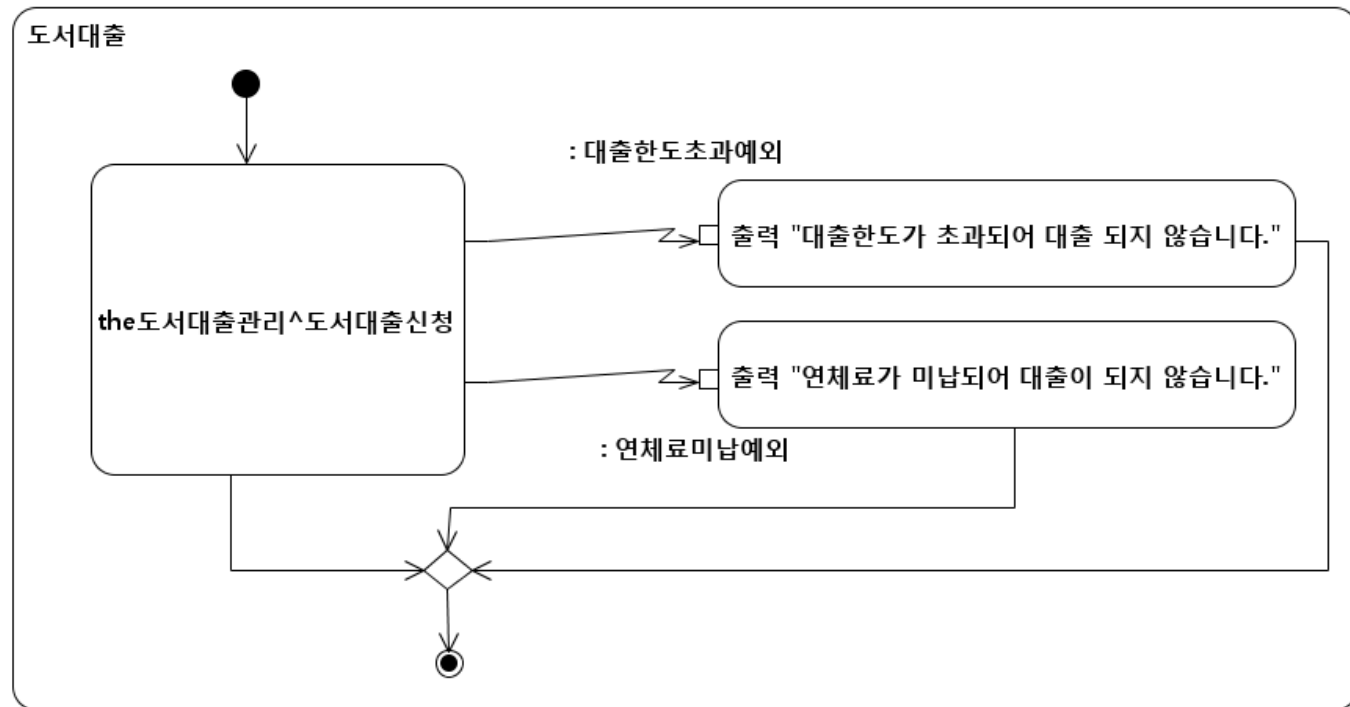 도서대출
: 대출한도초과예외
출력 "대출한도가 초과되어 대출 되지 않습니다."
the도서대출관리^도서대출신청
출력 "연체료가 미납되어 대출이 되지 않습니다."
: 연체료미납예외